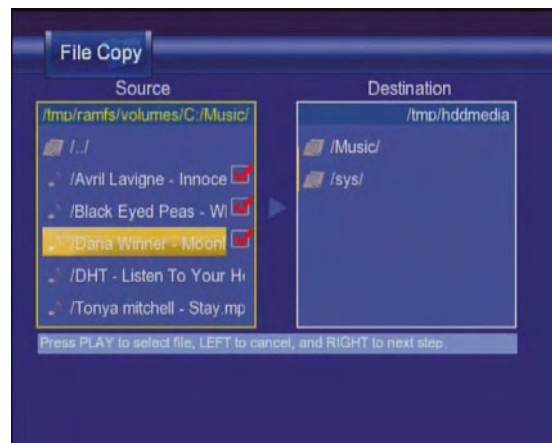 File Copy
Source
Destination
/tmp/ramfs/volumes/C:/Music/
/tmp/hddmedia
/../
/Music/
/Avril Lavigne - Innoce
/sys/
/Black Eyed Peas - W
/Dana Winner - Moon
/DHT - Listen To Your He
/Tonya mitchell - Stay.mp
Press PLAY to select file, LEFT to cancel, and RIGHT to next step.